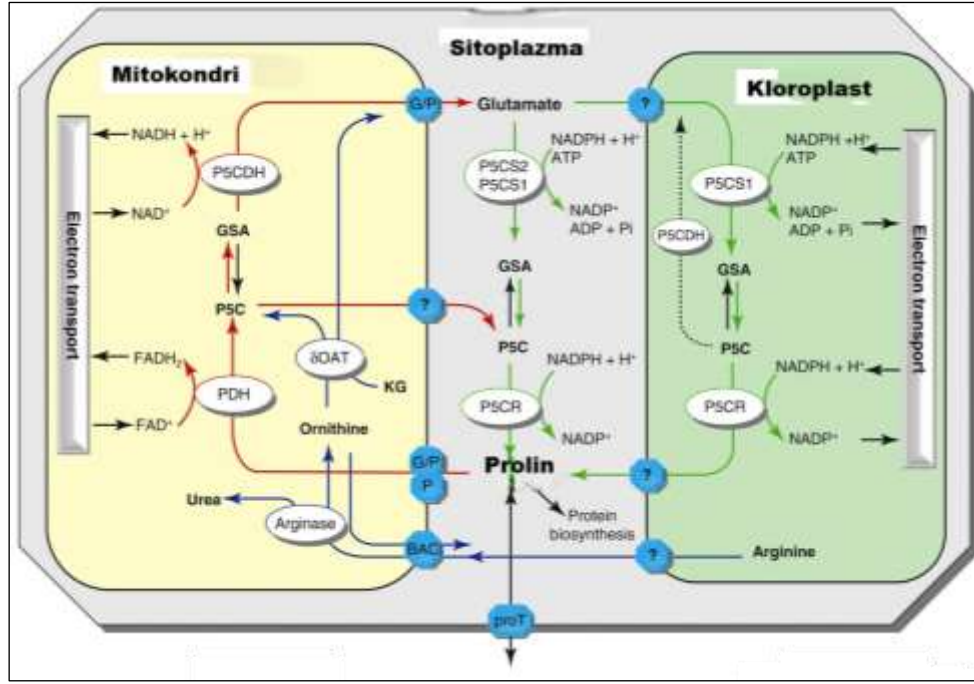 Sitoplazma
Mitokondri
Kloroplast
G/P
Glutamate
?
NADH + H⁺
P5CDH
NAD⁺
GSA
P5C
?
Electron transport
FADH₂
PDH
FAD⁺
δOAT
KG
Ornithine
G/P
P
Urea
Arginase
BAC
P5CS2
P5CS1
NADPH + H⁺
ATP
NADP⁺
ADP + Pi
GSA
P5C
NADPH + H⁺
P5CR
NADP⁺
Prolin
Protein
biosynthesis
proT
NADPH +H⁺
ATP
P5CS1
NADP⁺
ADP + Pi
P5CDH
GSA
P5C
NADPH + H⁺
P5CR
NADP⁺
?
?
Arginine
Electron transport